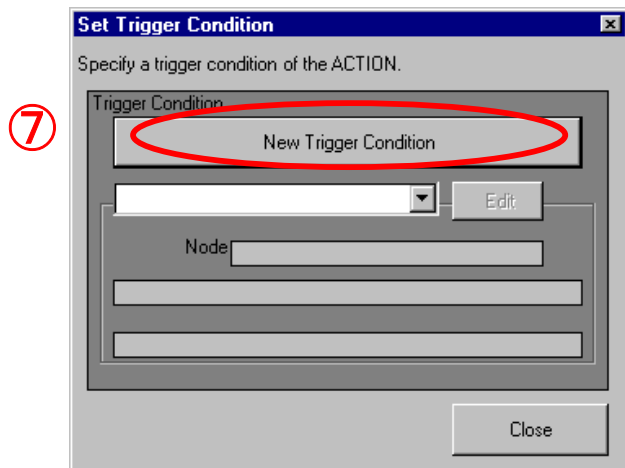 Set Trigger Condition
Specify a trigger condition of the ACTION.
Trigger Condition
⑦
New Trigger Condition
Edit
Node
Close